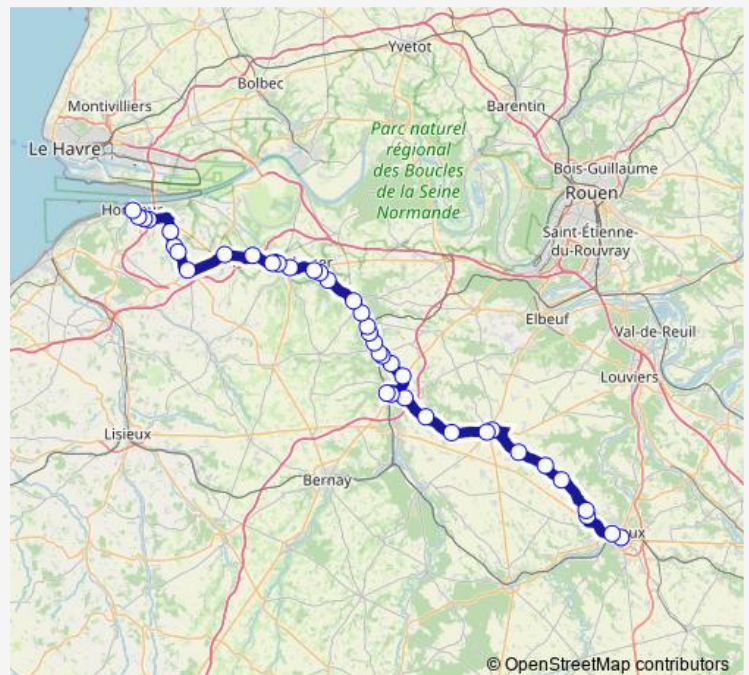 Yvetot
Bolbec
Montivilliers
Barentin
Le Havre
Parc naturel
régional
des Boucles
de la Seine
Normande
Bois-Guillaume
Rouen
Saint-Étienne-
du-Rouvray
Elbeuf
Val-de-Reuil
Louviers
Lisieux
Bernay
© OpenStreetMap contributors